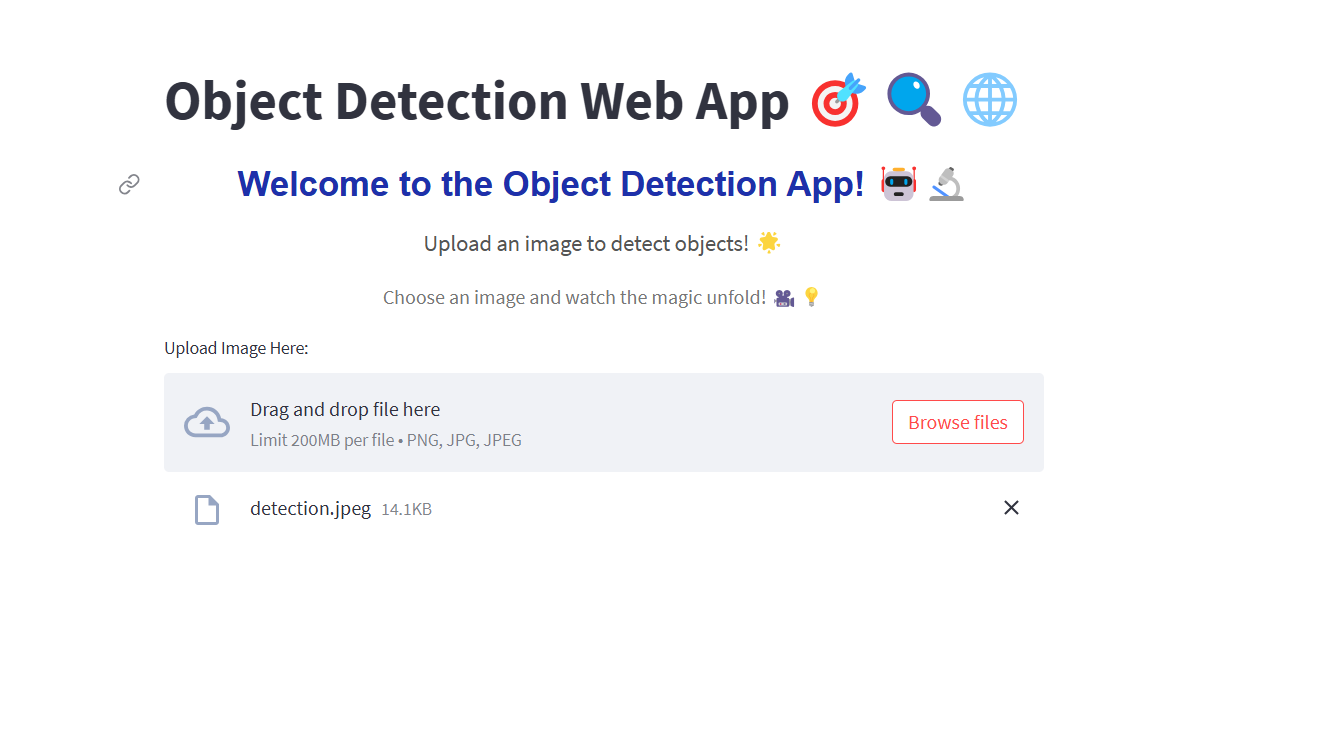 Object Detection Web App 🎯 🔍 🌐
Welcome to the Object Detection App! 🤖🔬
Upload an image to detect objects! 🌟
Choose an image and watch the magic unfold! 🎥 💡
Upload Image Here:
Drag and drop file here
Limit 200MB per file • PNG, JPG, JPEG
Browse files
detection.jpeg 14.1KB